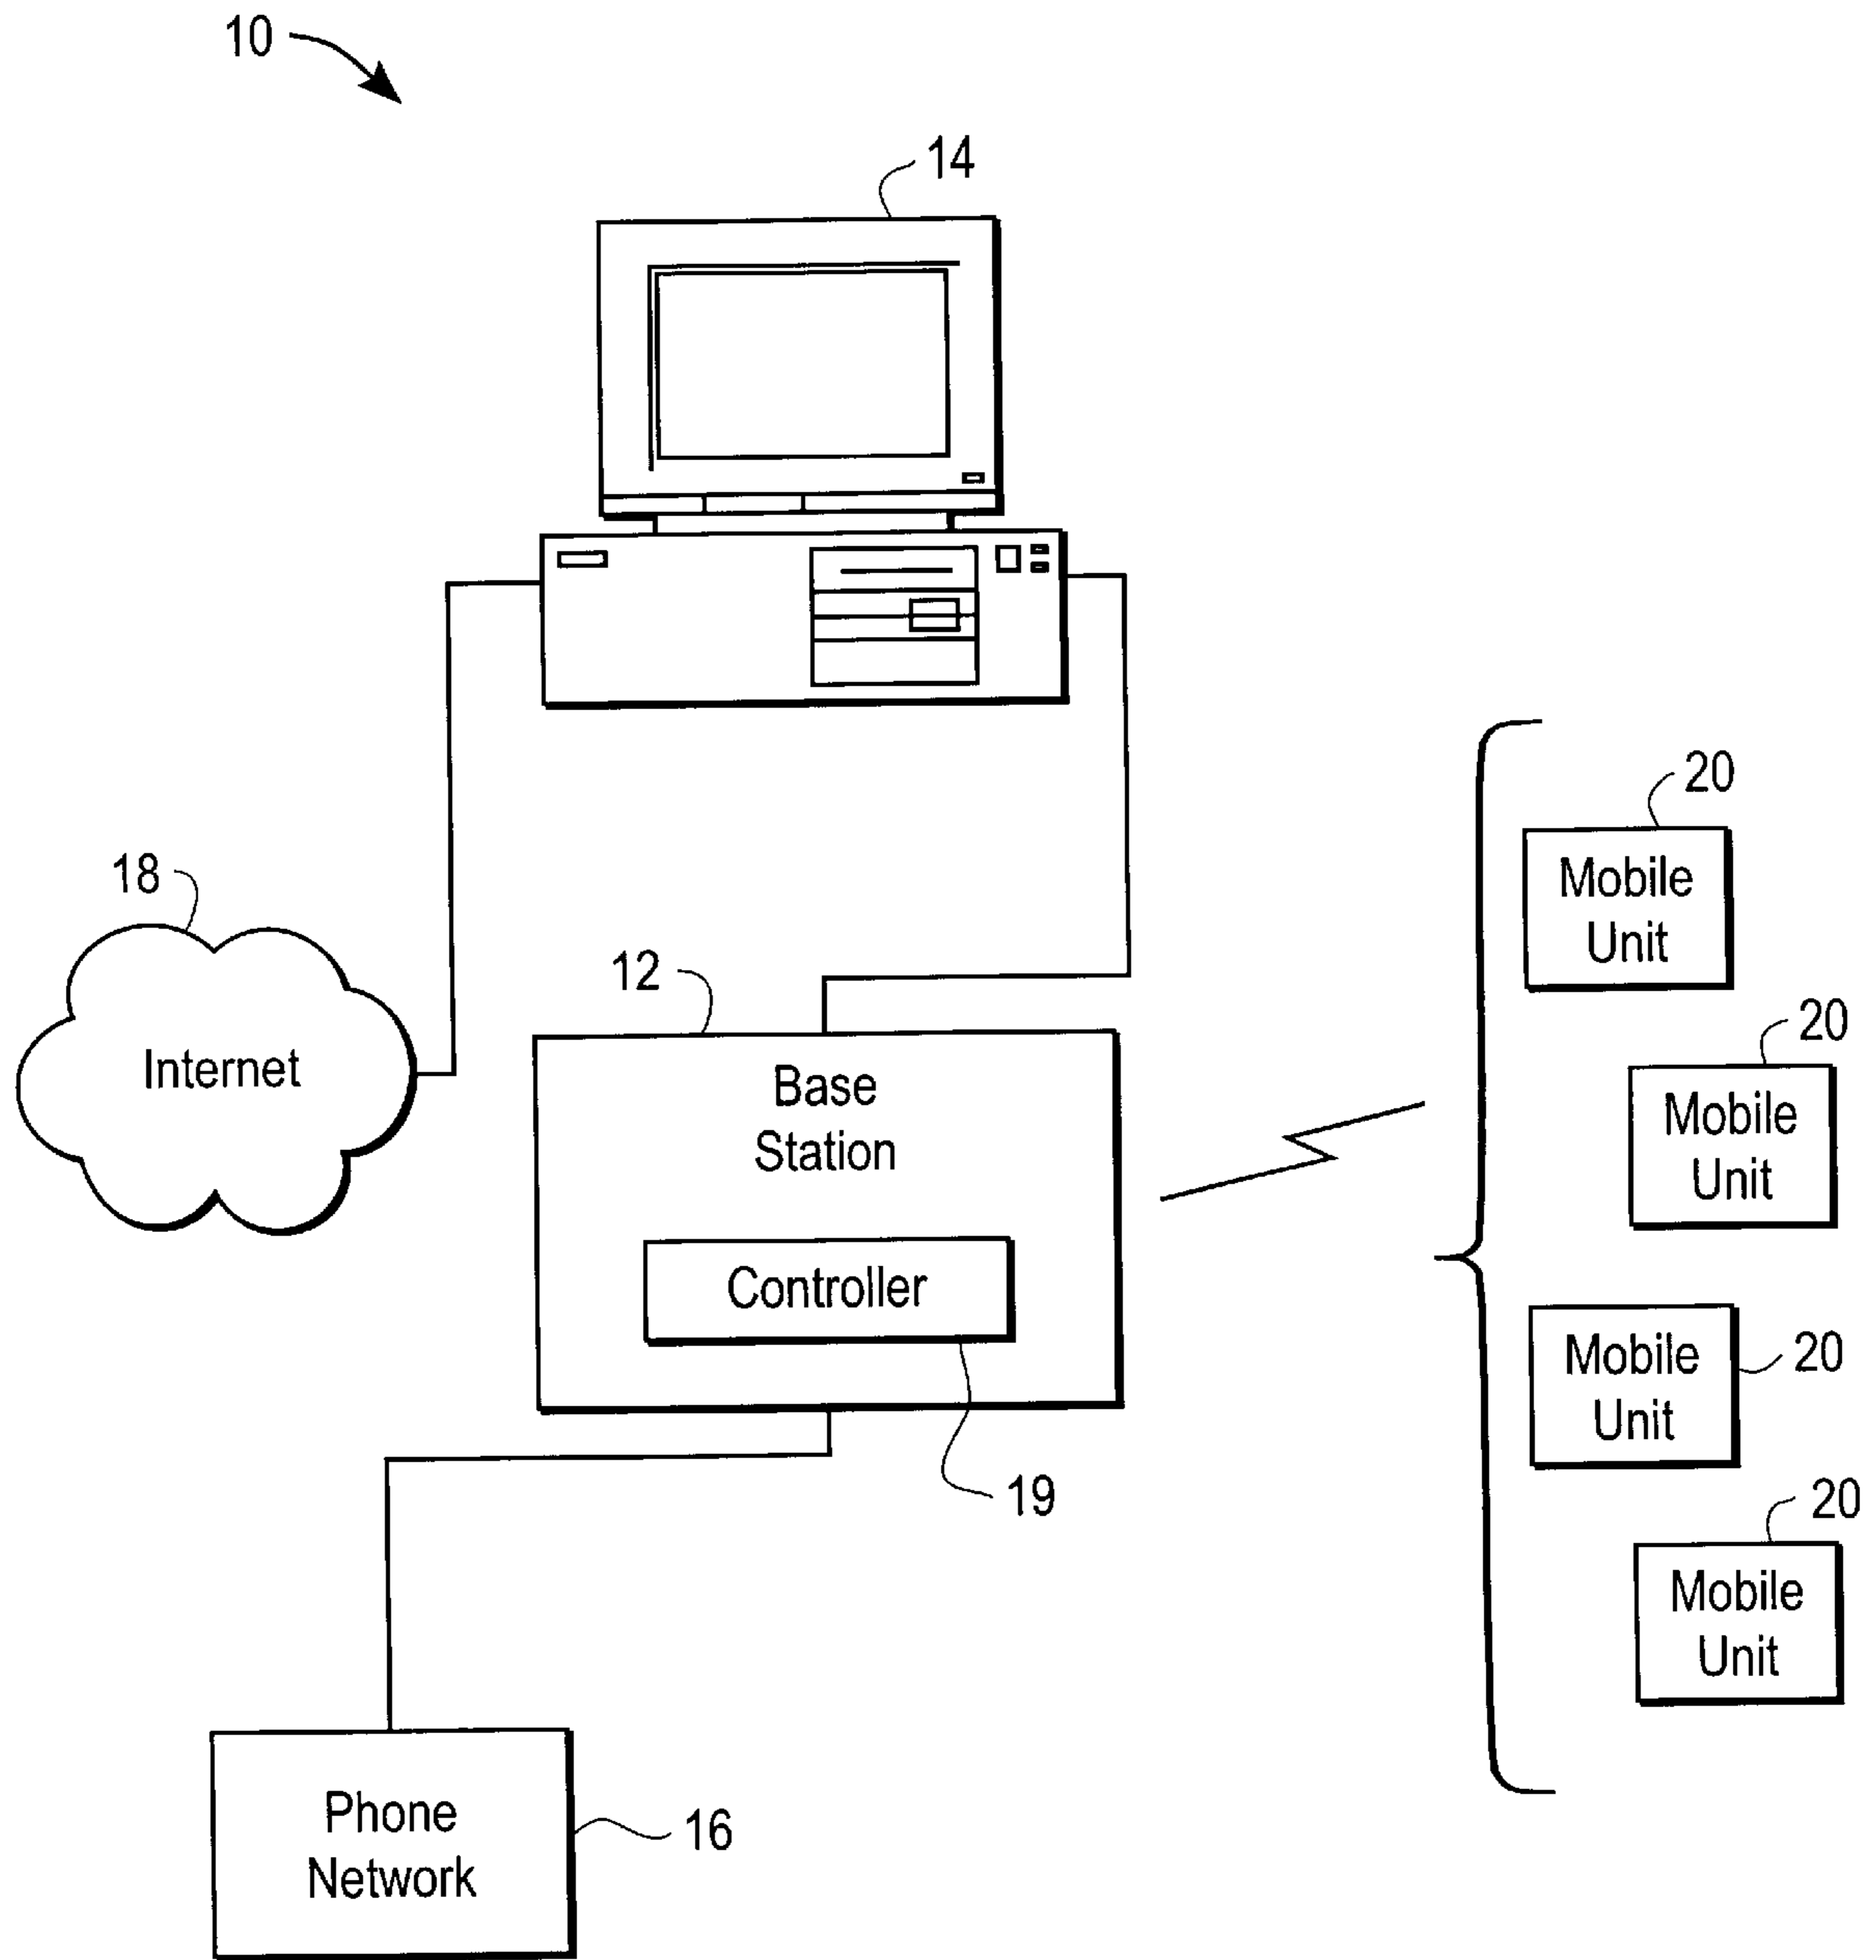 10
14
20
Mobile
Unit
18
12
20
Internet
Base
Station
Mobile
Unit
Controller
20
Mobile
Unit
19
20
Mobile
Unit
Phone
Network
16